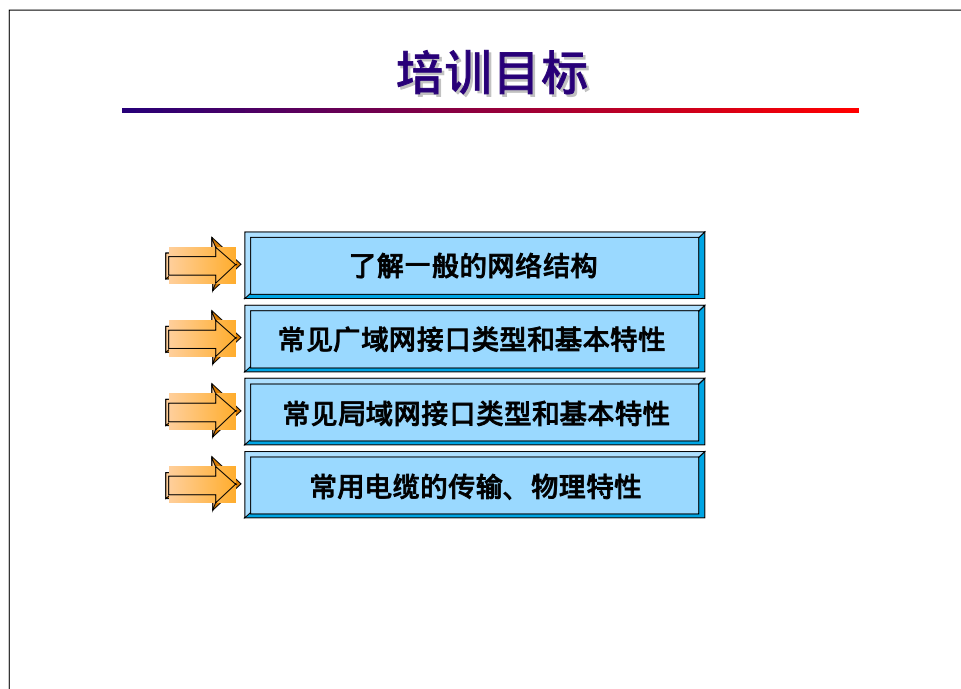 培训目标
了解一般的网络结构
常见广域网接口类型和基本特性
常见局域网接口类型和基本特性
常用电缆的传输、物理特性